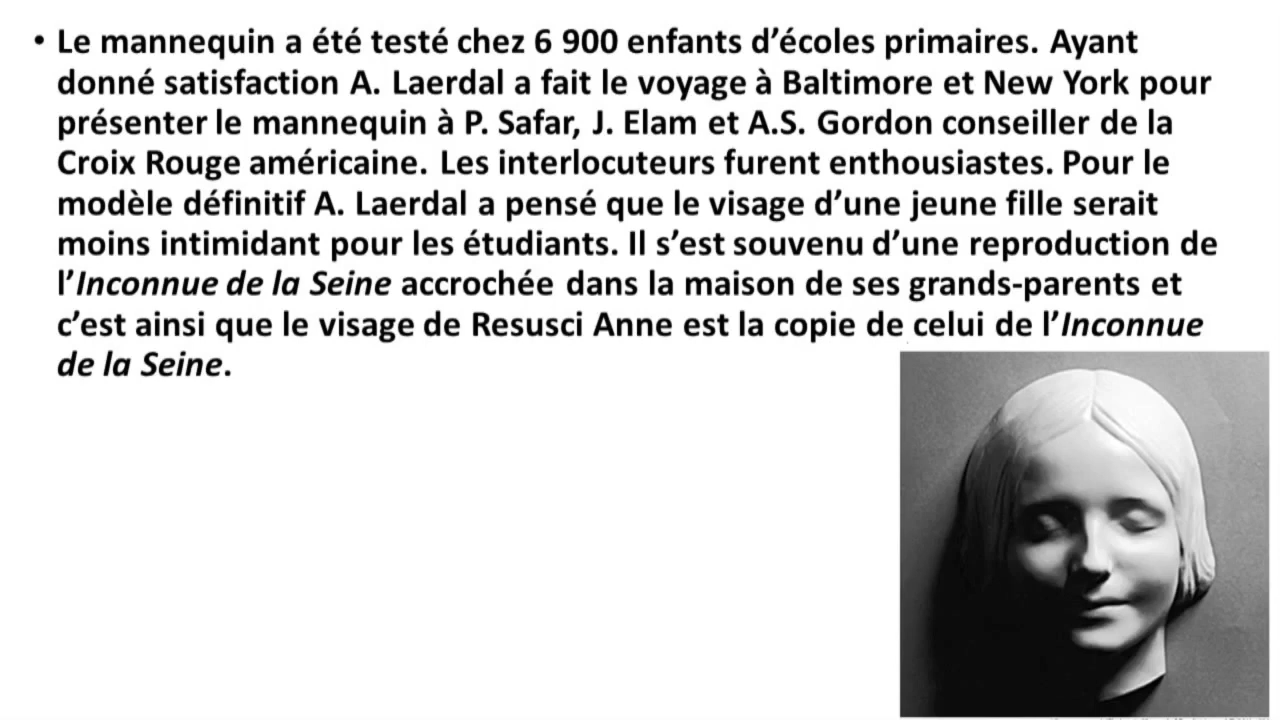 • Le mannequin a été testé chez 6 900 enfants d’écoles primaires. Ayant
donné satisfaction A. Laerdal a fait le voyage à Baltimore et New York pour
présenter le mannequin à P. Safar, J. Elam et A.S. Gordon conseiller de la
Croix Rouge américaine. Les interlocuteurs furent enthousiastes. Pour le
modèle définitif A. Laerdal a pensé que le visage d’une jeune fille serait
moins intimidant pour les étudiants. Il s’est souvenu d’une reproduction de
l’Inconnue de la Seine accrochée dans la maison de ses grands-parents et
c’est ainsi que le visage de Resusci Anne est la copie de celui de l’Inconnue
de la Seine.